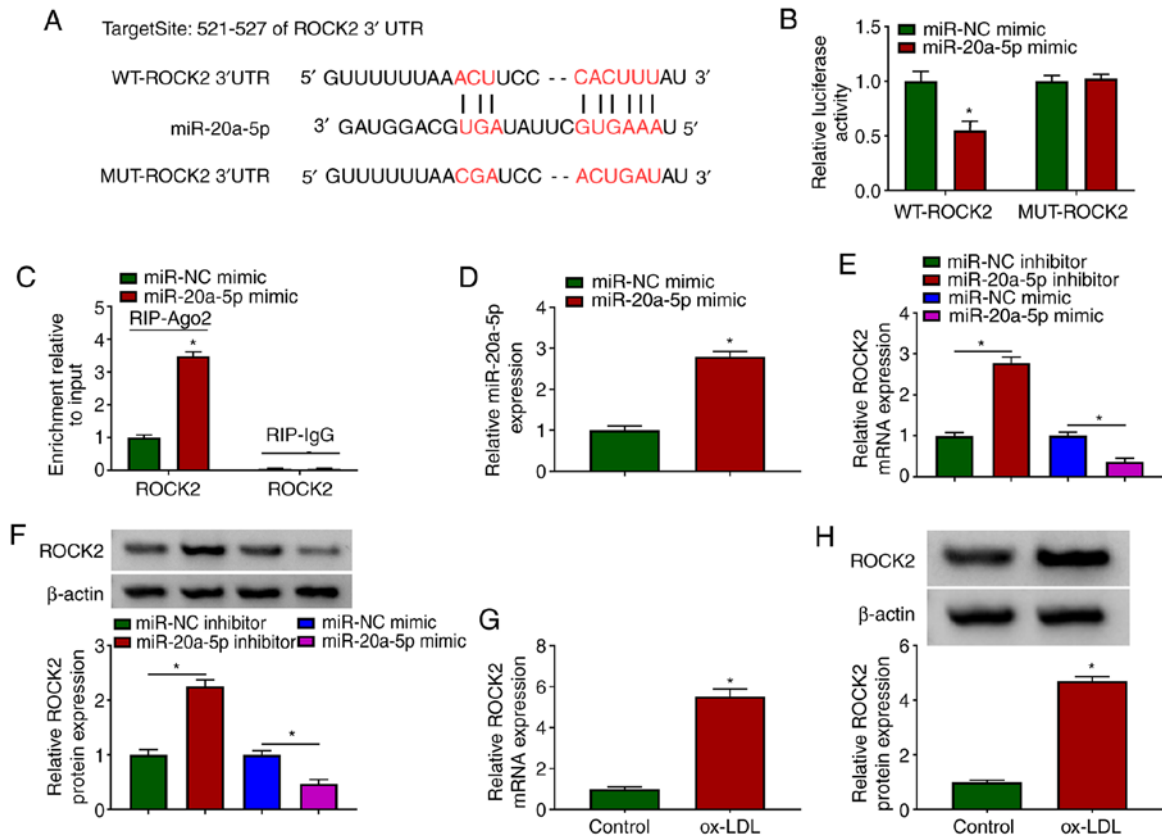 A
TargetSite: 521-527 of ROCK2 3′ UTR
WT-ROCK2 3′UTR 5′ GUUUUUUAAACUUCC - - CACUUUAU 3′
miR-20a-5p 3′ GAUGGACGUGAUAUUCGUGAAAU 5′
MUT-ROCK2 3′UTR 5′ GUUUUUUAACGAUCC - - ACUGAUAU 3′
B
miR-NC mimic
miR-20a-5p mimic
Relative luciferase
activity
1.5
1.0
0.5
0.0
*
WT-ROCK2 MUT-ROCK2
C
miR-NC mimic
miR-20a-5p mimic
Enrichment relative
to input
5
4
3
2
1
0
RIP-Ago2
*
RIP-IgG
ROCK2 ROCK2
D
miR-NC mimic
miR-20a-5p mimic
Relative miR-20a-5p
expression
4
3
2
1
0
*
E
miR-NC inhibitor
miR-20a-5p inhibitor
miR-NC mimic
miR-20a-5p mimic
Relative ROCK2
mRNA expression
4
3
2
1
0
*
*
F
ROCK2
β-actin
miR-NC inhibitor miR-NC mimic
miR-20a-5p inhibitor miR-20a-5p mimic
Relative ROCK2
protein expression
3
2
1
0
*
*
G
Relative ROCK2
mRNA expression
8
6
4
2
0
*
Control ox-LDL
H
ROCK2
β-actin
Relative ROCK2
protein expression
6
4
2
0
*
Control ox-LDL